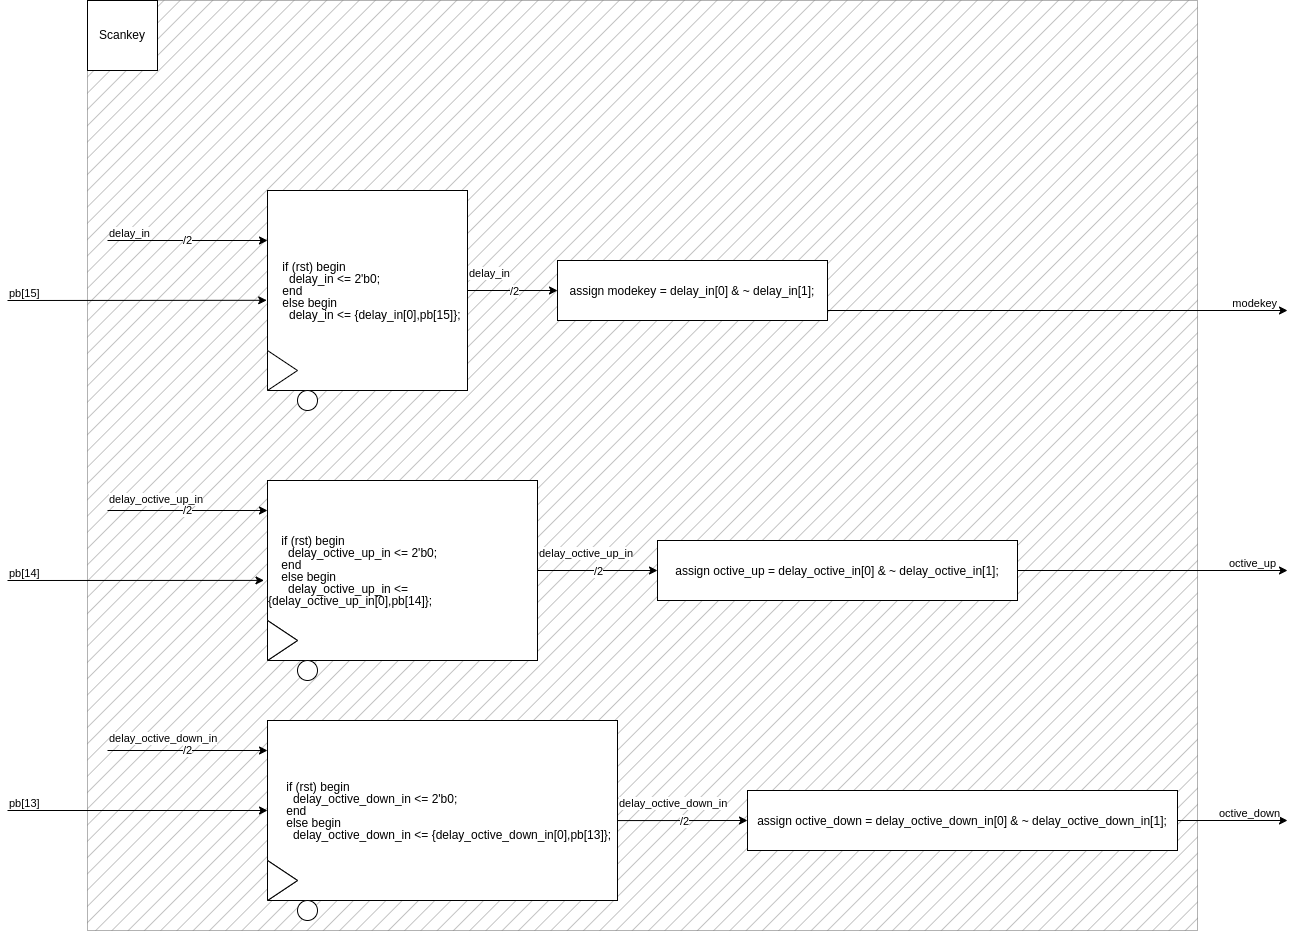 Scankey
delay_in
/2
pb[15]
if (rst) begin
delay_in <= 2'b0;
end
else begin
delay_in <= {delay_in[0],pb[15]};
delay_in
/2
assign modekey = delay_in[0] & ~ delay_in[1];
modekey
delay_octive_up_in
/2
pb[14]
if (rst) begin
delay_octive_up_in <= 2'b0;
end
else begin
delay_octive_up_in <=
{delay_octive_up_in[0],pb[14]};
delay_octive_up_in
/2
assign octive_up = delay_octive_in[0] & ~ delay_octive_in[1];
octive_up
delay_octive_down_in
/2
pb[13]
if (rst) begin
delay_octive_down_in <= 2'b0;
end
else begin
delay_octive_down_in <= {delay_octive_down_in[0],pb[13]};
delay_octive_down_in
/2
assign octive_down = delay_octive_down_in[0] & ~ delay_octive_down_in[1];
octive_down